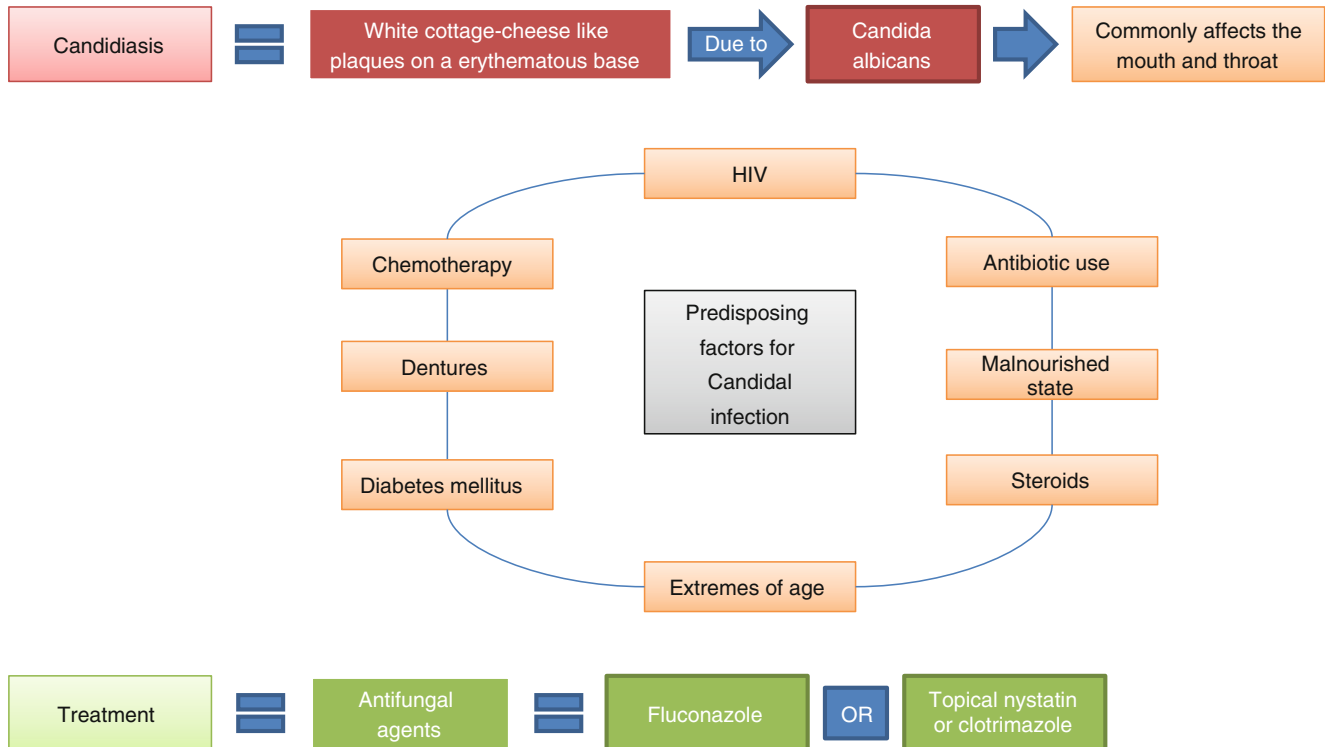 Candidiasis
White cottage-cheese like
plaques on a erythematous base
Due to
Candida
albicans
Commonly affects the
mouth and throat
HIV
Chemotherapy
Antibiotic use
Predisposing
factors for
Candidal
infection
Dentures
Malnourished
state
Diabetes mellitus
Steroids
Extremes of age
Treatment
Antifungal
agents
Fluconazole
OR
Topical nystatin
or clotrimazole